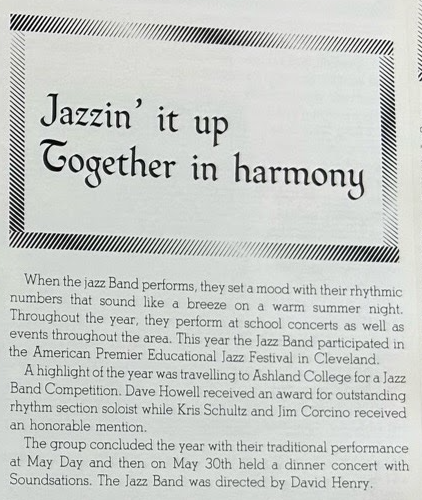 Jazzin' it up
Together in harmony
When the jazz Band performs, they set a mood with their rhythmic
numbers that sound like a breeze on a warm summer night.
Throughout the year, they perform at school concerts as well as
events throughout the area. This year the Jazz Band participated in
the American Premier Educational Jazz Festival in Cleveland.
A highlight of the year was travelling to Ashland College for a Jazz
Band Competition. Dave Howell received an award for outstanding
rhythm section soloist while Kris Schultz and Jim Corcino received
an honorable mention.
The group concluded the year with their traditional performance
at May Day and then on May 30th held a dinner concert with
Soundsations. The Jazz Band was directed by David Henry.